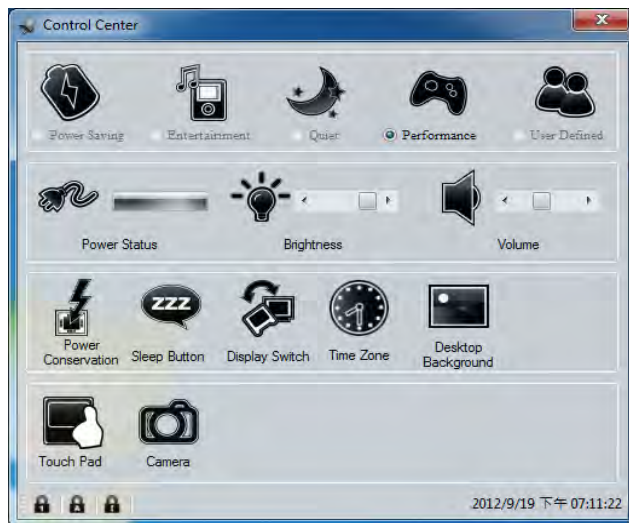 Control Center
Power Saving Entertainment Quiet Performance User Defined
Power Status Brightness Volume
Power Conservation Sleep Button Display Switch Time Zone Desktop Background
zzz
Touch Pad Camera
2012/9/19 下午 07:11:22